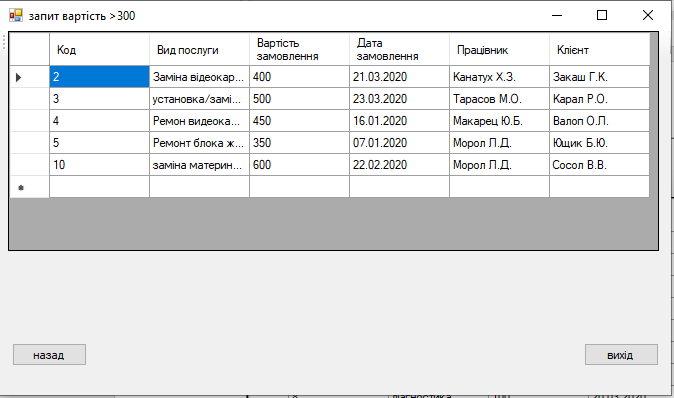 запит вартість >300
Код Вид послуги Вартість замовлення Дата замовлення Працівник Клієнт
2 Заміна відеокар... 400 21.03.2020 Канатух Х.З. Закаш Г.К.
3 установка/замі... 500 23.03.2020 Тарасов М.О. Карал Р.О.
4 Ремон видеока... 450 16.01.2020 Макарец Ю.Б. Валоп О.Л.
5 Ремонт блока ж... 350 07.01.2020 Морол Л.Д. Ющик Б.Ю.
10 заміна материн... 600 22.02.2020 Морол Л.Д. Сосол В.В.
назад вихід